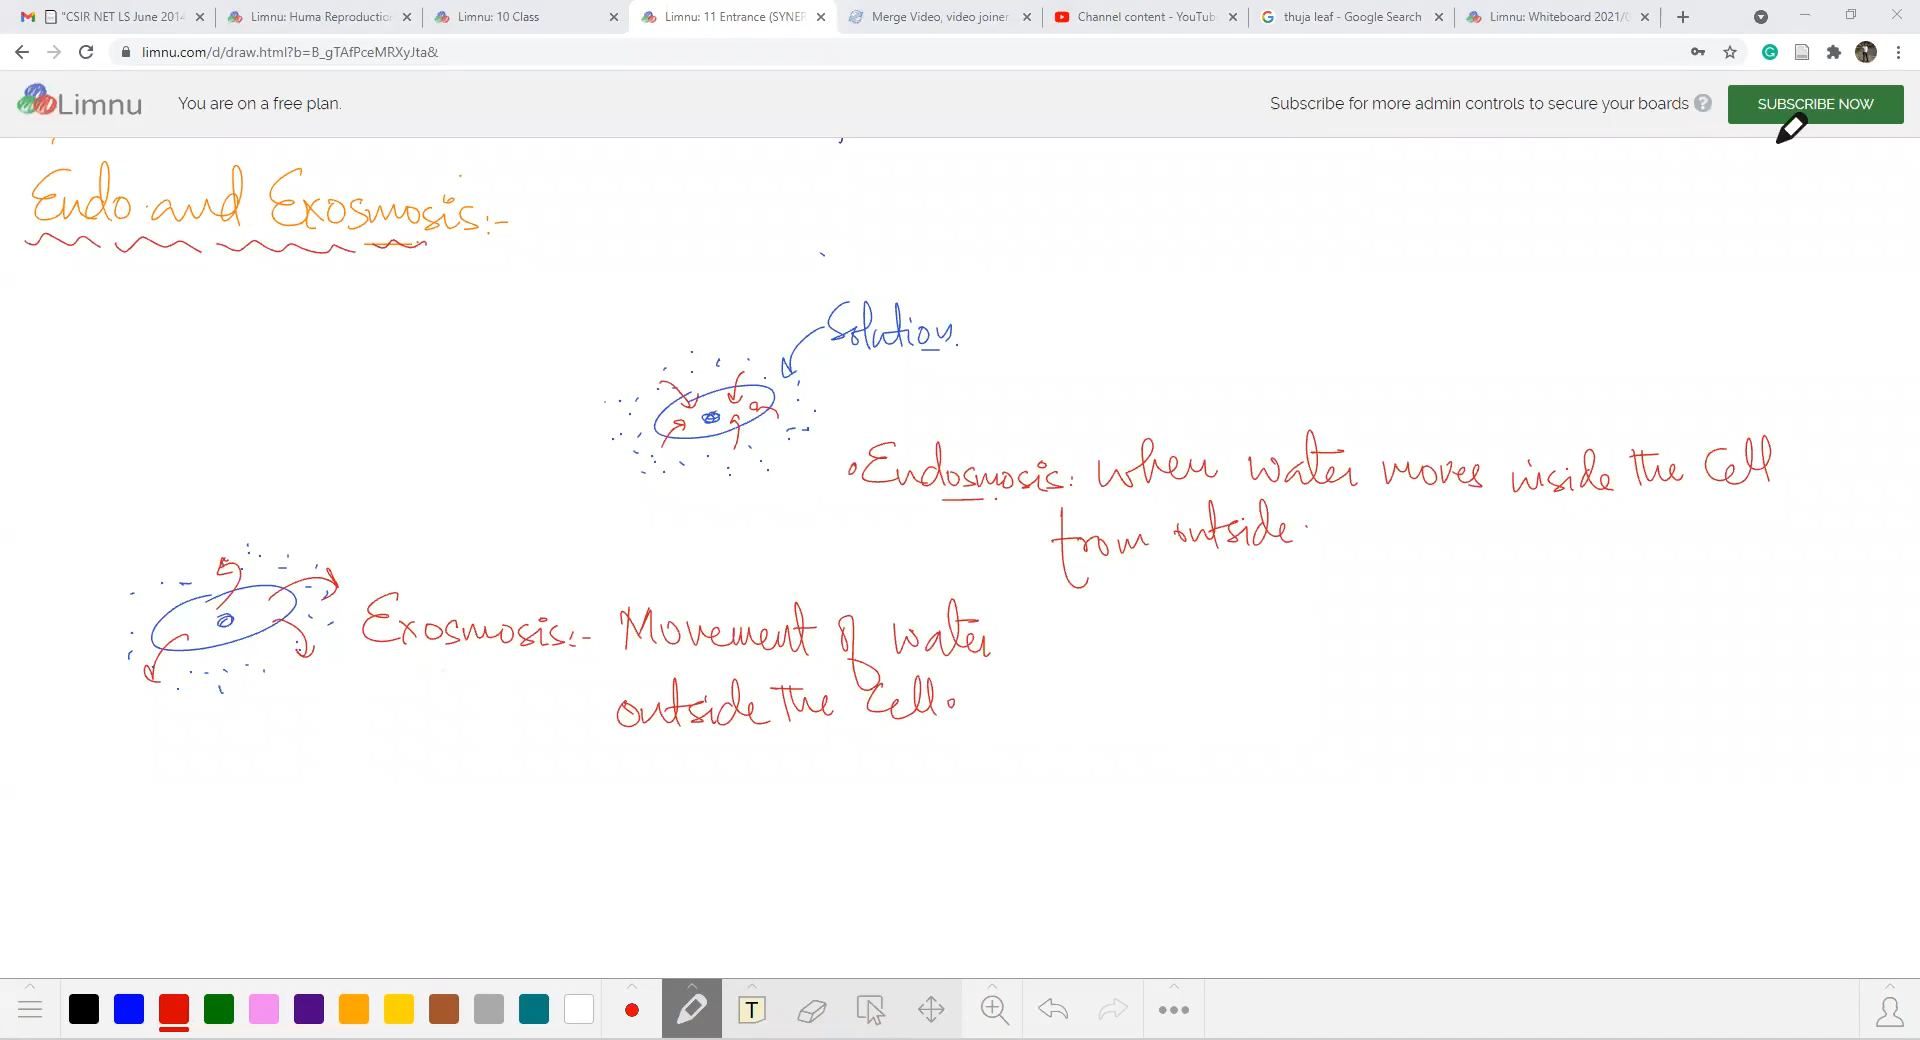 "CSIR NET LS June 2014
Limnu: Huma Reproductio
Limnu: 10 Class
Limnu: 11 Entrance (SYNER
Merge Video, video joiner
Channel content - YouTub
thuja leaf - Google Search
Limnu: Whiteboard 2021/0
limnu.com/d/draw.html?b=B_gTAfPceMRXyJta&
Limnu
You are on a free plan.
Subscribe for more admin controls to secure your boards ?
SUBSCRIBE NOW
Endo and Exosmosis:-
Solution.
Endosmosis: when water moves inside the Cell
from outside.
Exosmosis:- Movement of water
outside the Cell.
T